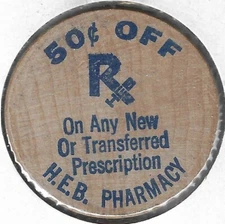 50¢ OFF
Rx
On Any New
Or Transferred
Prescription
H.E.B. PHARMACY